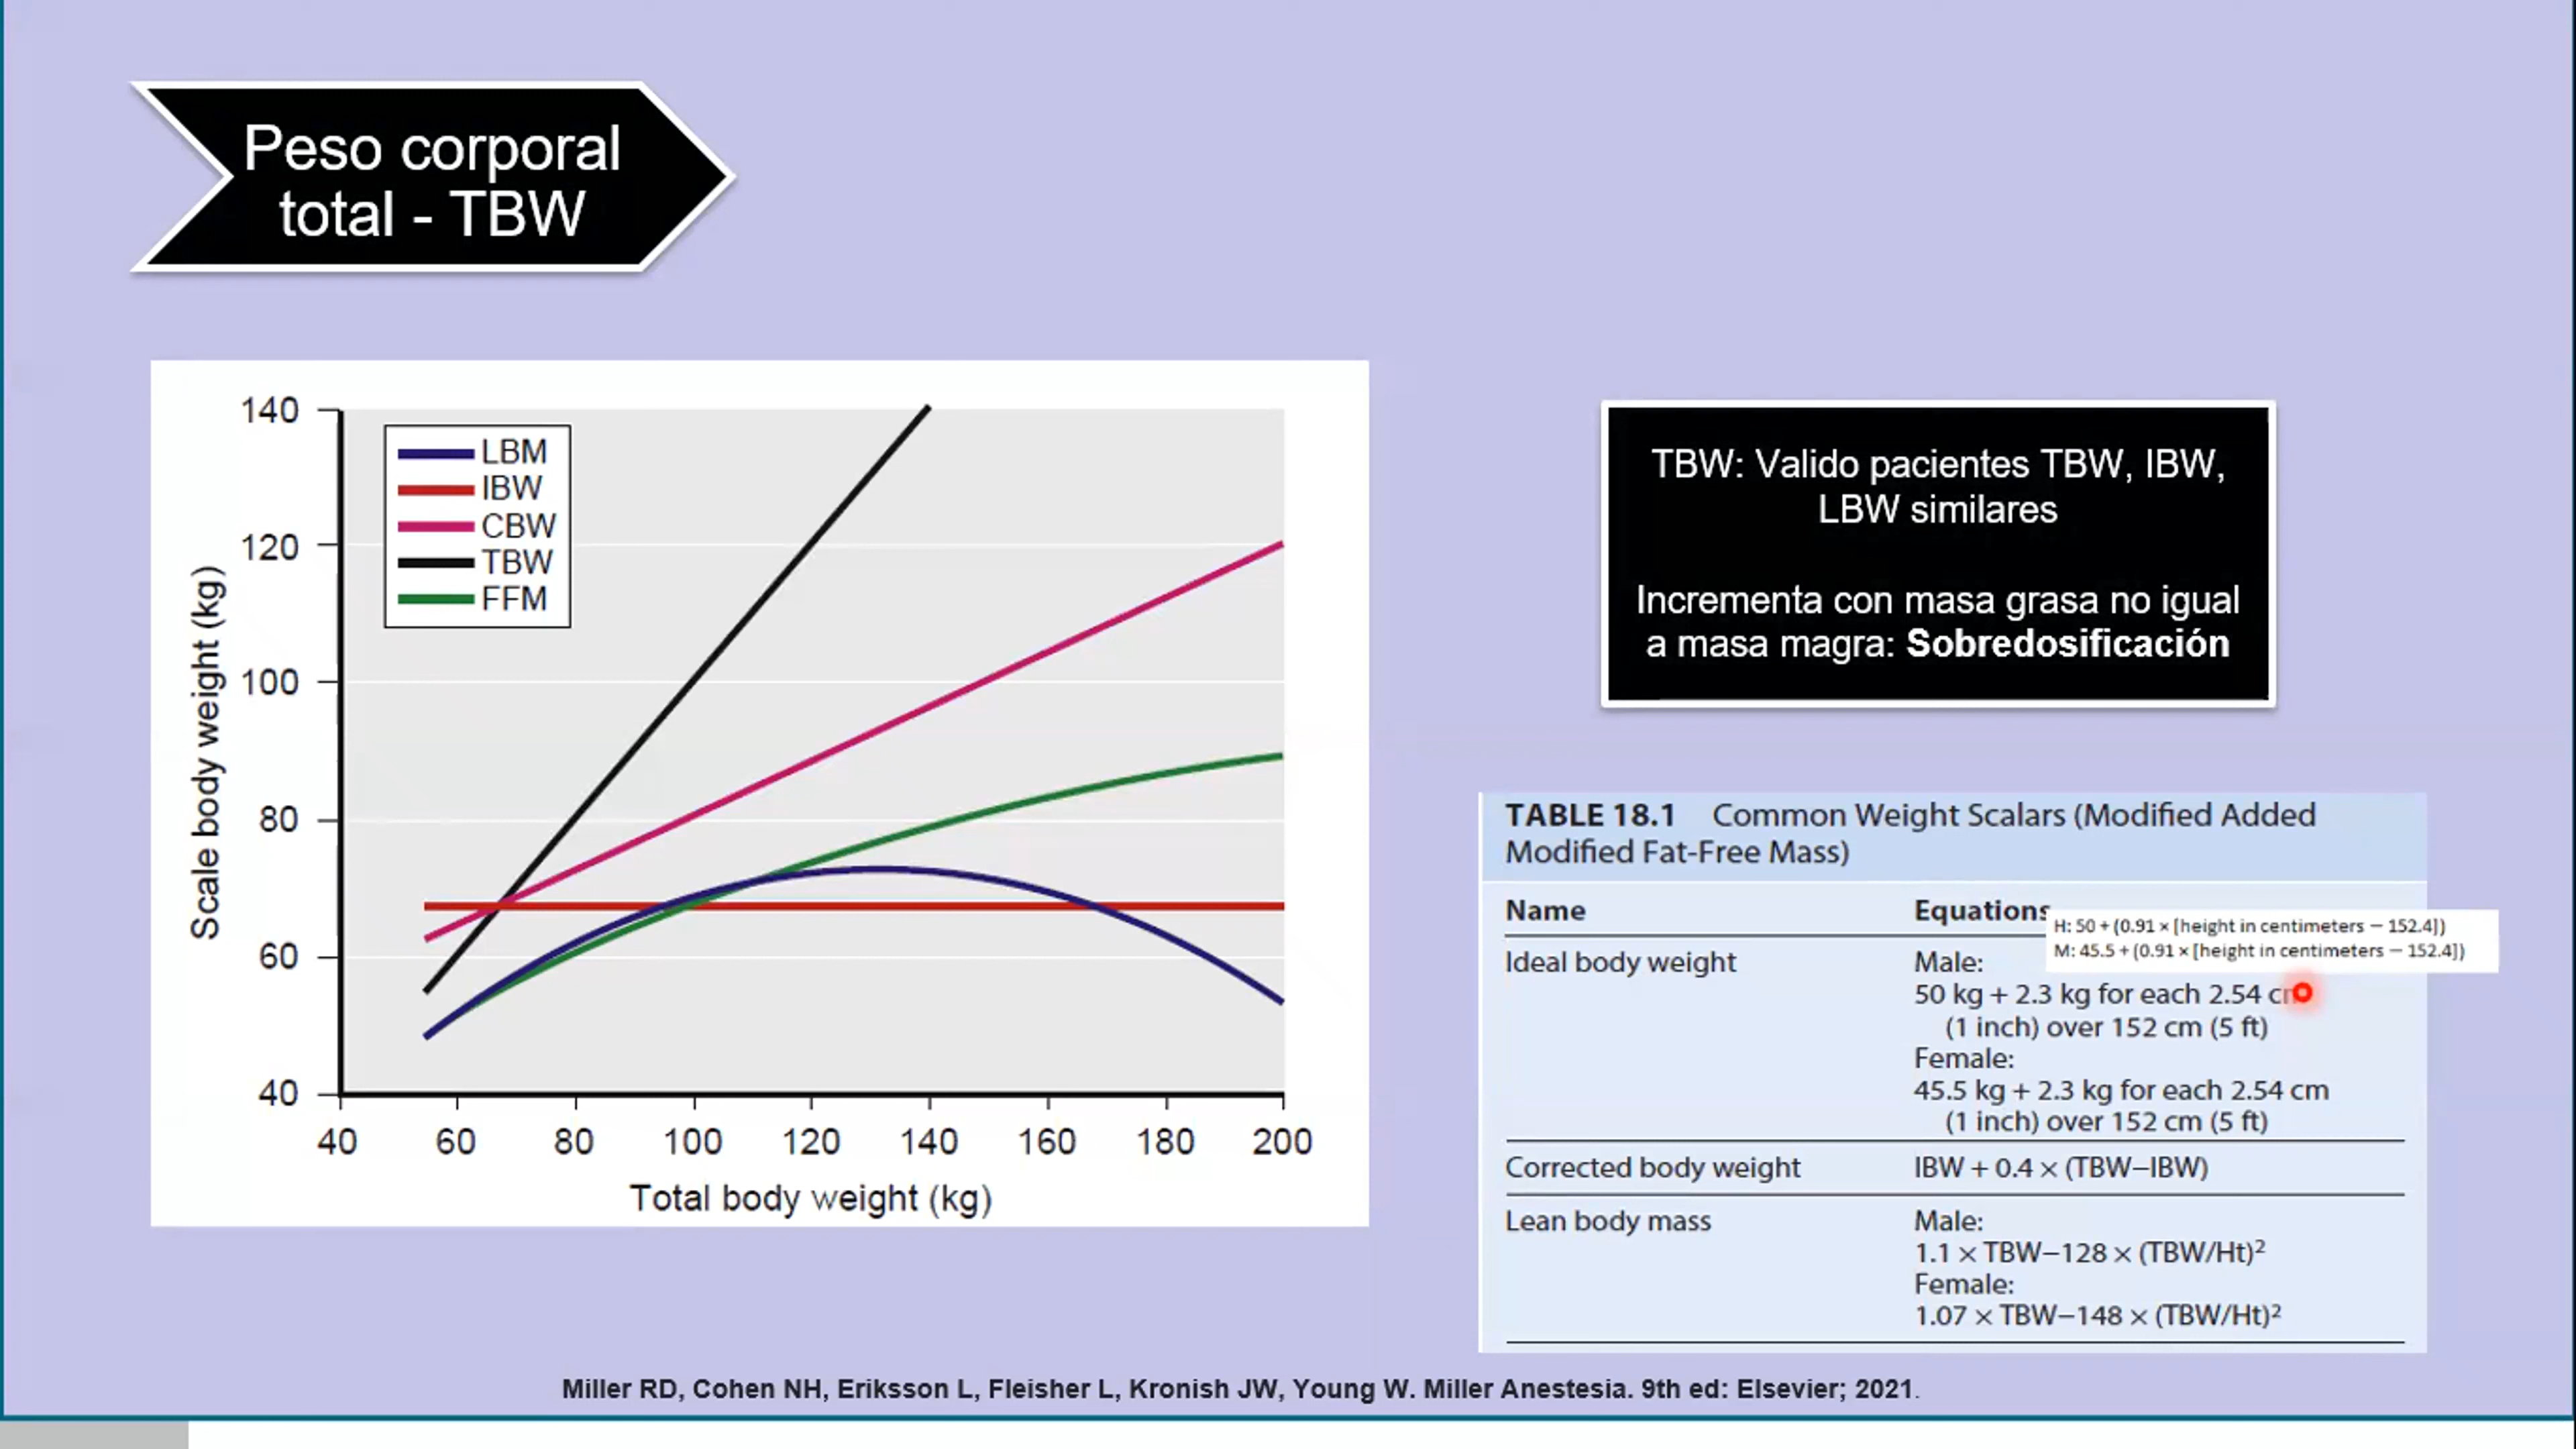 Peso corporal
total - TBW
140
120
100
80
60
40
Scale body weight (kg)
LBM
IBW
CBW
TBW
FFM
40 60 80 100 120 140 160 180 200
Total body weight (kg)
TBW: Valido pacientes TBW, IBW,
LBW similares
Incrementa con masa grasa no igual
a masa magra: Sobredosificación
TABLE 18.1 Common Weight Scalars (Modified Added
Modified Fat-Free Mass)
Name Equations
H: 50 + (0.91 × [height in centimeters − 152.4])
M: 45.5 + (0.91 × [height in centimeters − 152.4])
Ideal body weight Male:
50 kg + 2.3 kg for each 2.54
(1 inch) over 152 cm (5 ft)
Female:
45.5 kg + 2.3 kg for each 2.54 cm
(1 inch) over 152 cm (5 ft)
Corrected body weight IBW + 0.4 × (TBW–IBW)
Lean body mass Male:
1.1 × TBW–128 × (TBW/Ht)²
Female:
1.07 × TBW–148 × (TBW/Ht)²
Miller RD, Cohen NH, Eriksson L, Fleisher L, Kronish JW, Young W. Miller Anestesia. 9th ed: Elsevier; 2021.